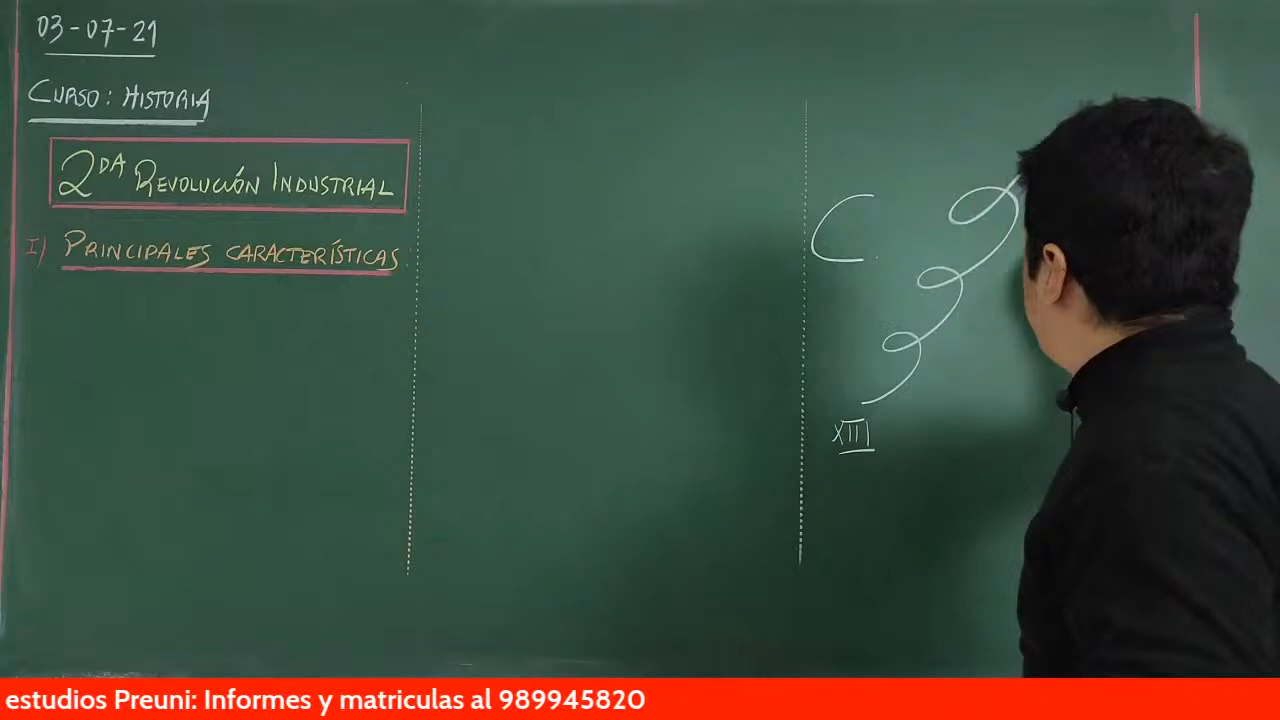 03-07-21
CURSO: HISTORIA
2DA REVOLUCIÓN INDUSTRIAL
I) PRINCIPALES CARACTERÍSTICAS
C
XIII
estudios Preuni: Informes y matriculas al 989945820